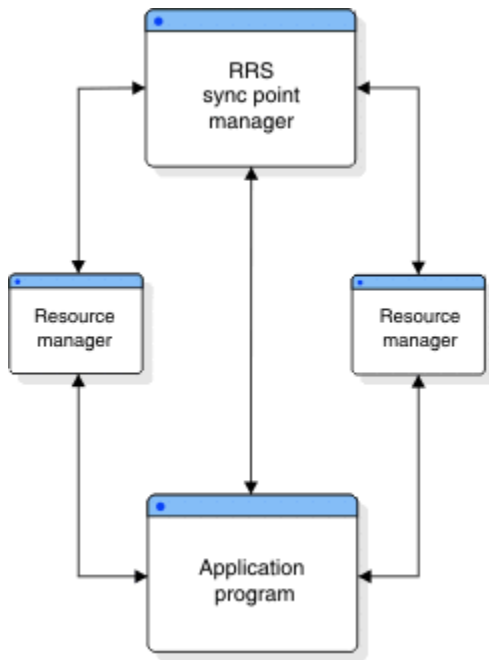 RRS
sync point
manager
Resource
manager
Resource
manager
Application
program